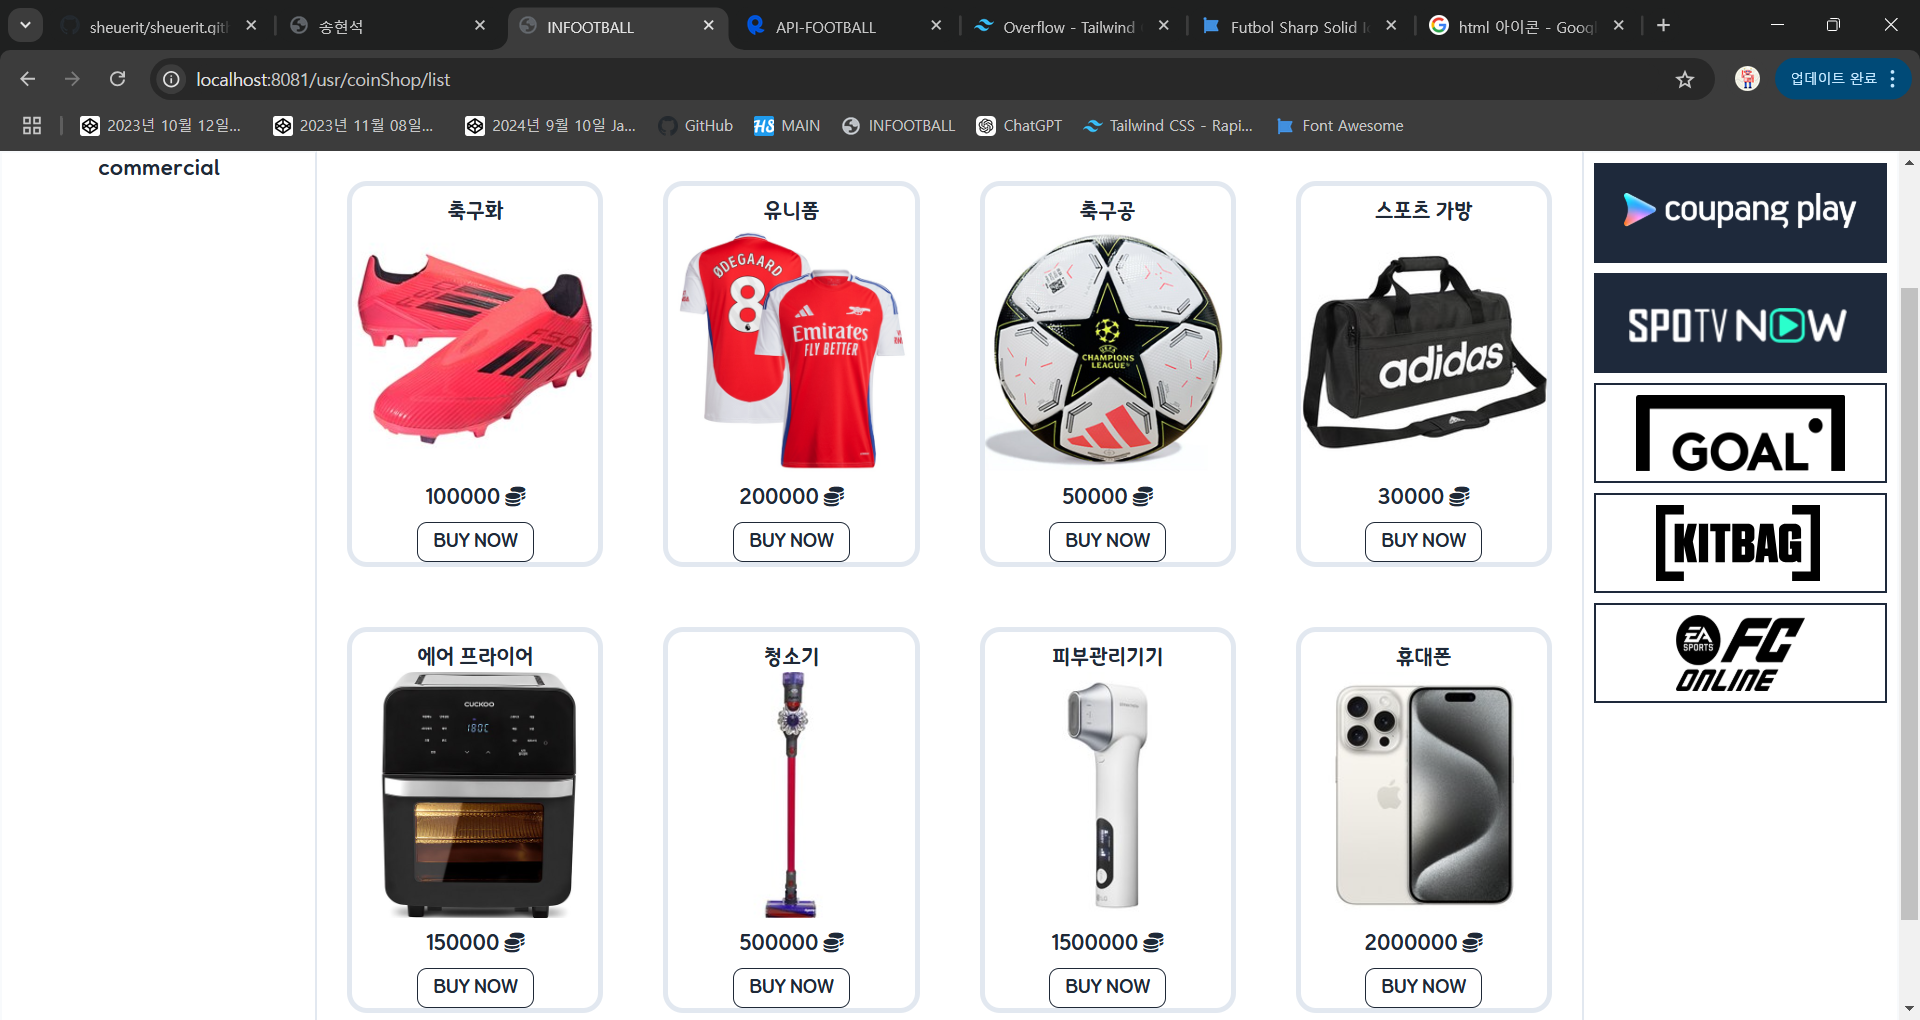 sheuerit/sheuerit.gith
송현석
INFOOTBALL
API-FOOTBALL
Overflow - Tailwind
Futbol Sharp Solid
html 아이콘 - Goog
localhost:8081/usr/coinShop/list
업데이트 완료
2023년 10월 12일...
2023년 11월 08일...
2024년 9월 10일 Ja...
GitHub
HS MAIN
INFOOTBALL
ChatGPT
Tailwind CSS - Rapi...
Font Awesome
commercial
축구화
유니폼
축구공
스포츠 가방
F50
ØDEGAARD
8
Emirates
FLY BETTER
UEFA
CHAMPIONS
LEAGUE
adidas
100000
200000
50000
30000
BUY NOW
BUY NOW
BUY NOW
BUY NOW
에어 프라이어
청소기
피부관리기기
휴대폰
CUCKOO
180C
150000
500000
1500000
2000000
BUY NOW
BUY NOW
BUY NOW
BUY NOW
coupang play
SPOTV NOW
GOAL
[KITBAG]
EA
SPORTS
FC
ONLINE